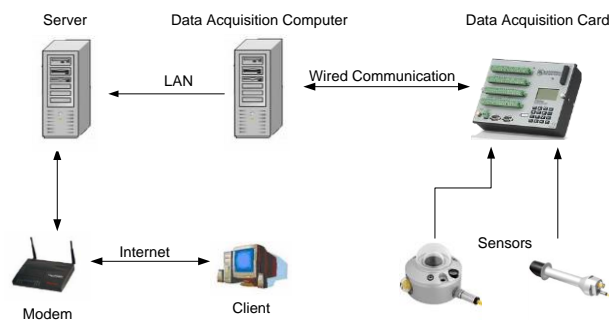 Server
Data Acquisition Computer
Data Acquisition Card
LAN
Wired Communication
Internet
Sensors
Modem
Client